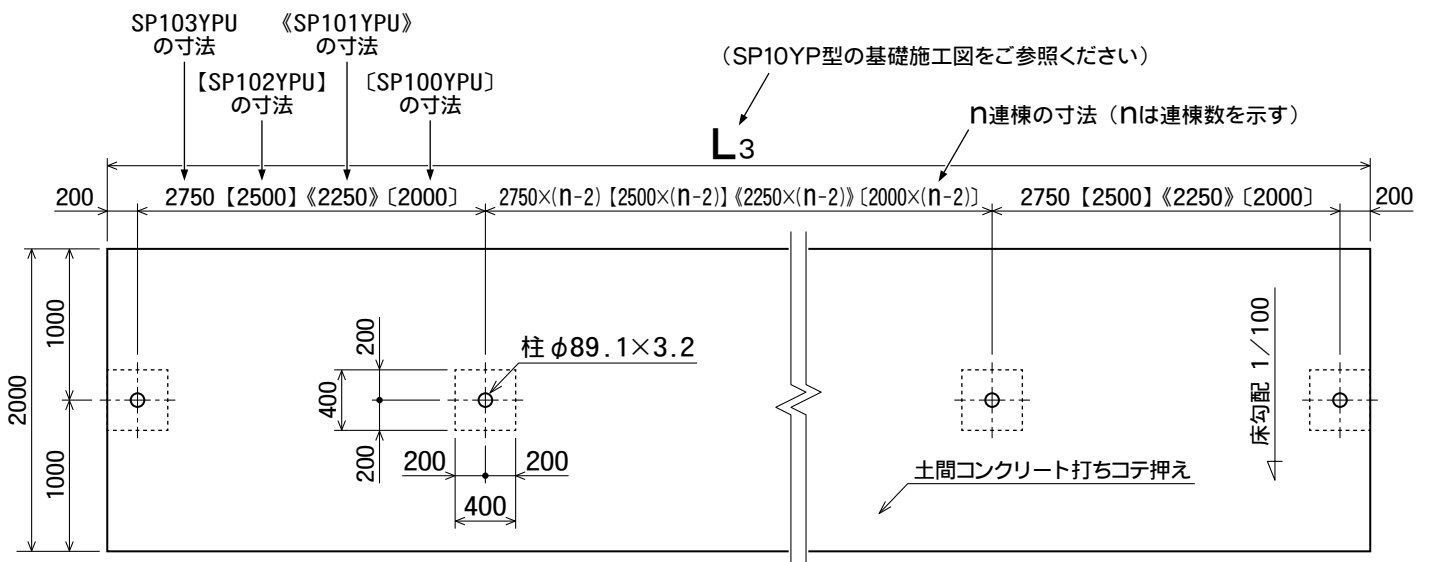 SP103YPU
の寸法
《SP101YPU》
の寸法
【SP102YPU】
の寸法
〔SP100YPU〕
の寸法
(SP10YP型の基礎施工図をご参照ください)
n連棟の寸法（nは連棟数を示す）
L3
200
2750【2500】《2250》〔2000〕
2750×(n-2)【2500×(n-2)】《2250×(n-2)》〔2000×(n-2)〕
2750【2500】《2250》〔2000〕
200
2000
1000
1000
400
200
200
柱φ89.1×3.2
200
200
400
床勾配 1/100
土間コンクリート打ちコテ押え